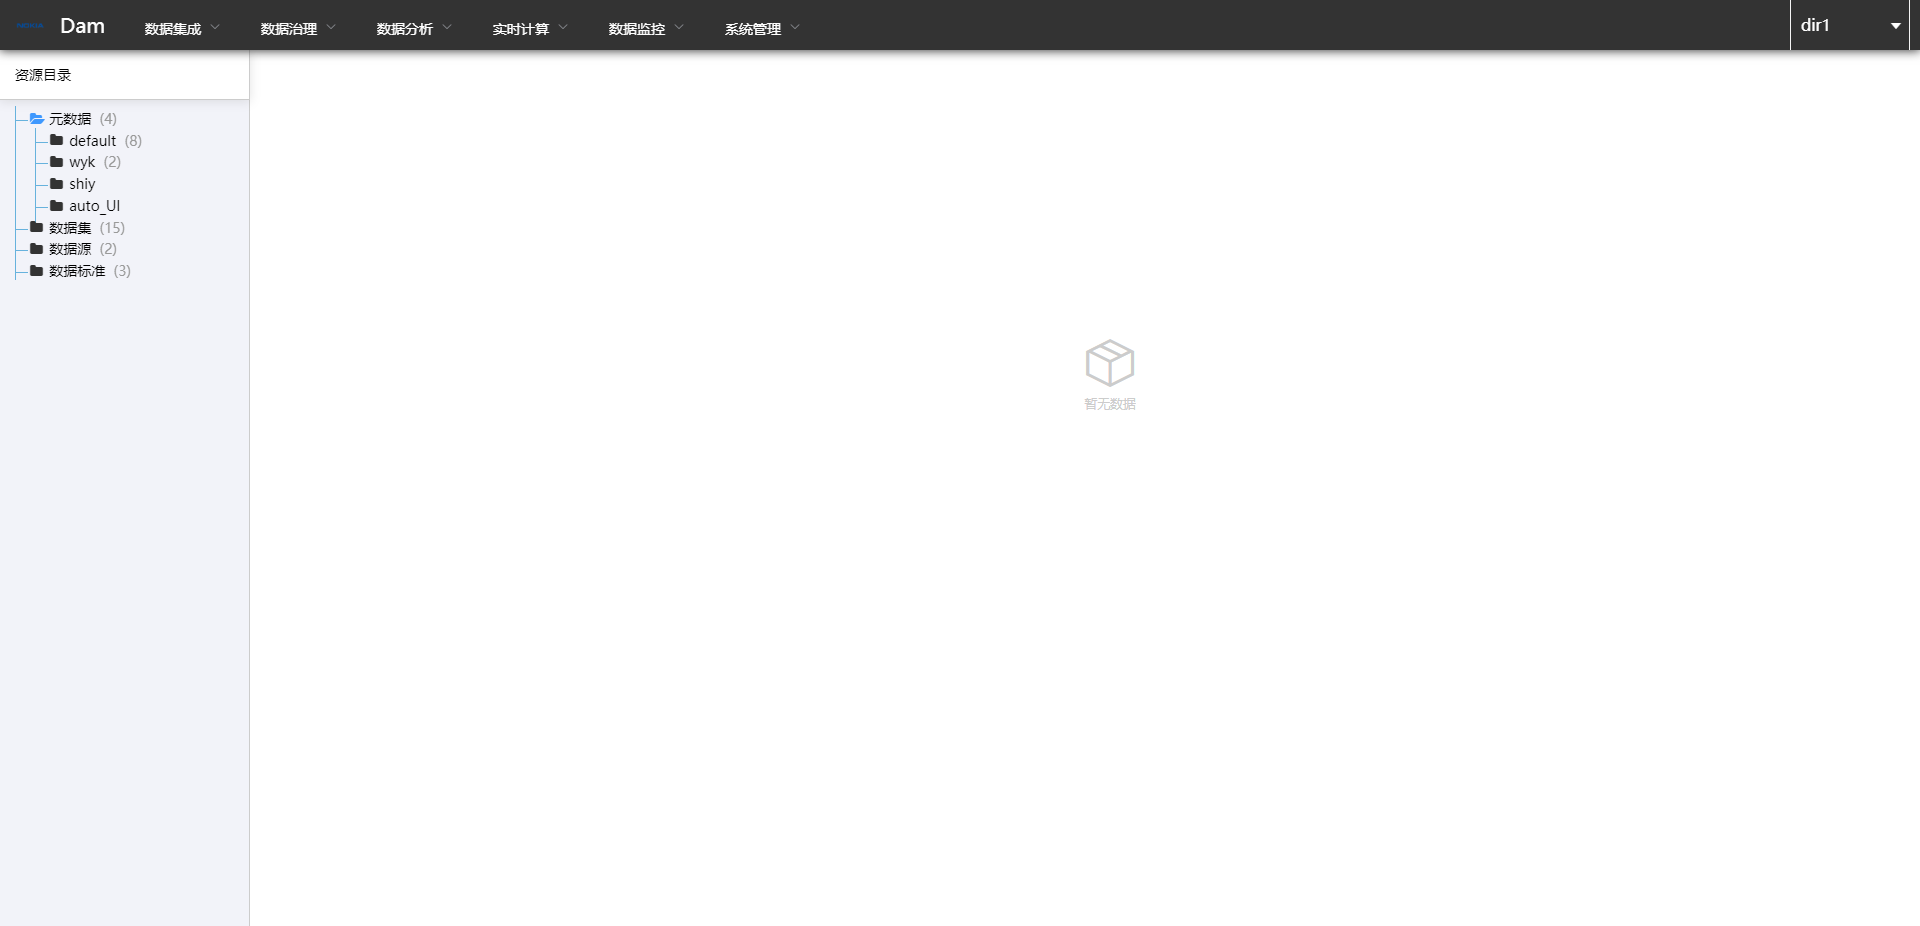 Dam 数据集成 数据治理 数据分析 实时计算 数据监控 系统管理 dir1
资源目录
元数据 (4)
default (8)
wyk (2)
shiy
auto_UI
数据集 (15)
数据源 (2)
数据标准 (3)
暂无数据